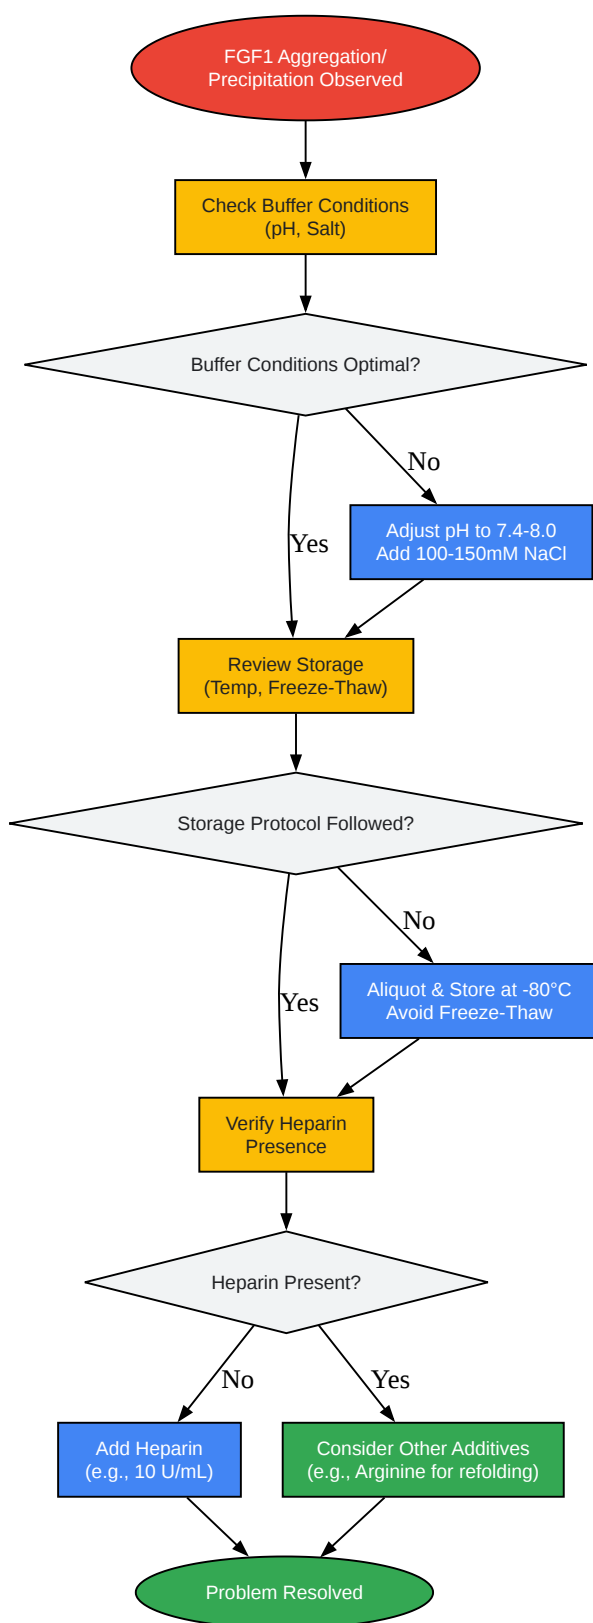 FGF1 Aggregation/
Precipitation Observed
Check Buffer Conditions
(pH, Salt)
Buffer Conditions Optimal?
No
Adjust pH to 7.4-8.0
Add 100-150mM NaCl
Yes
Review Storage
(Temp, Freeze-Thaw)
Storage Protocol Followed?
No
Aliquot & Store at -80°C
Avoid Freeze-Thaw
Yes
Verify Heparin
Presence
Heparin Present?
No
Yes
Add Heparin
(e.g., 10 U/mL)
Consider Other Additives
(e.g., Arginine for refolding)
Problem Resolved